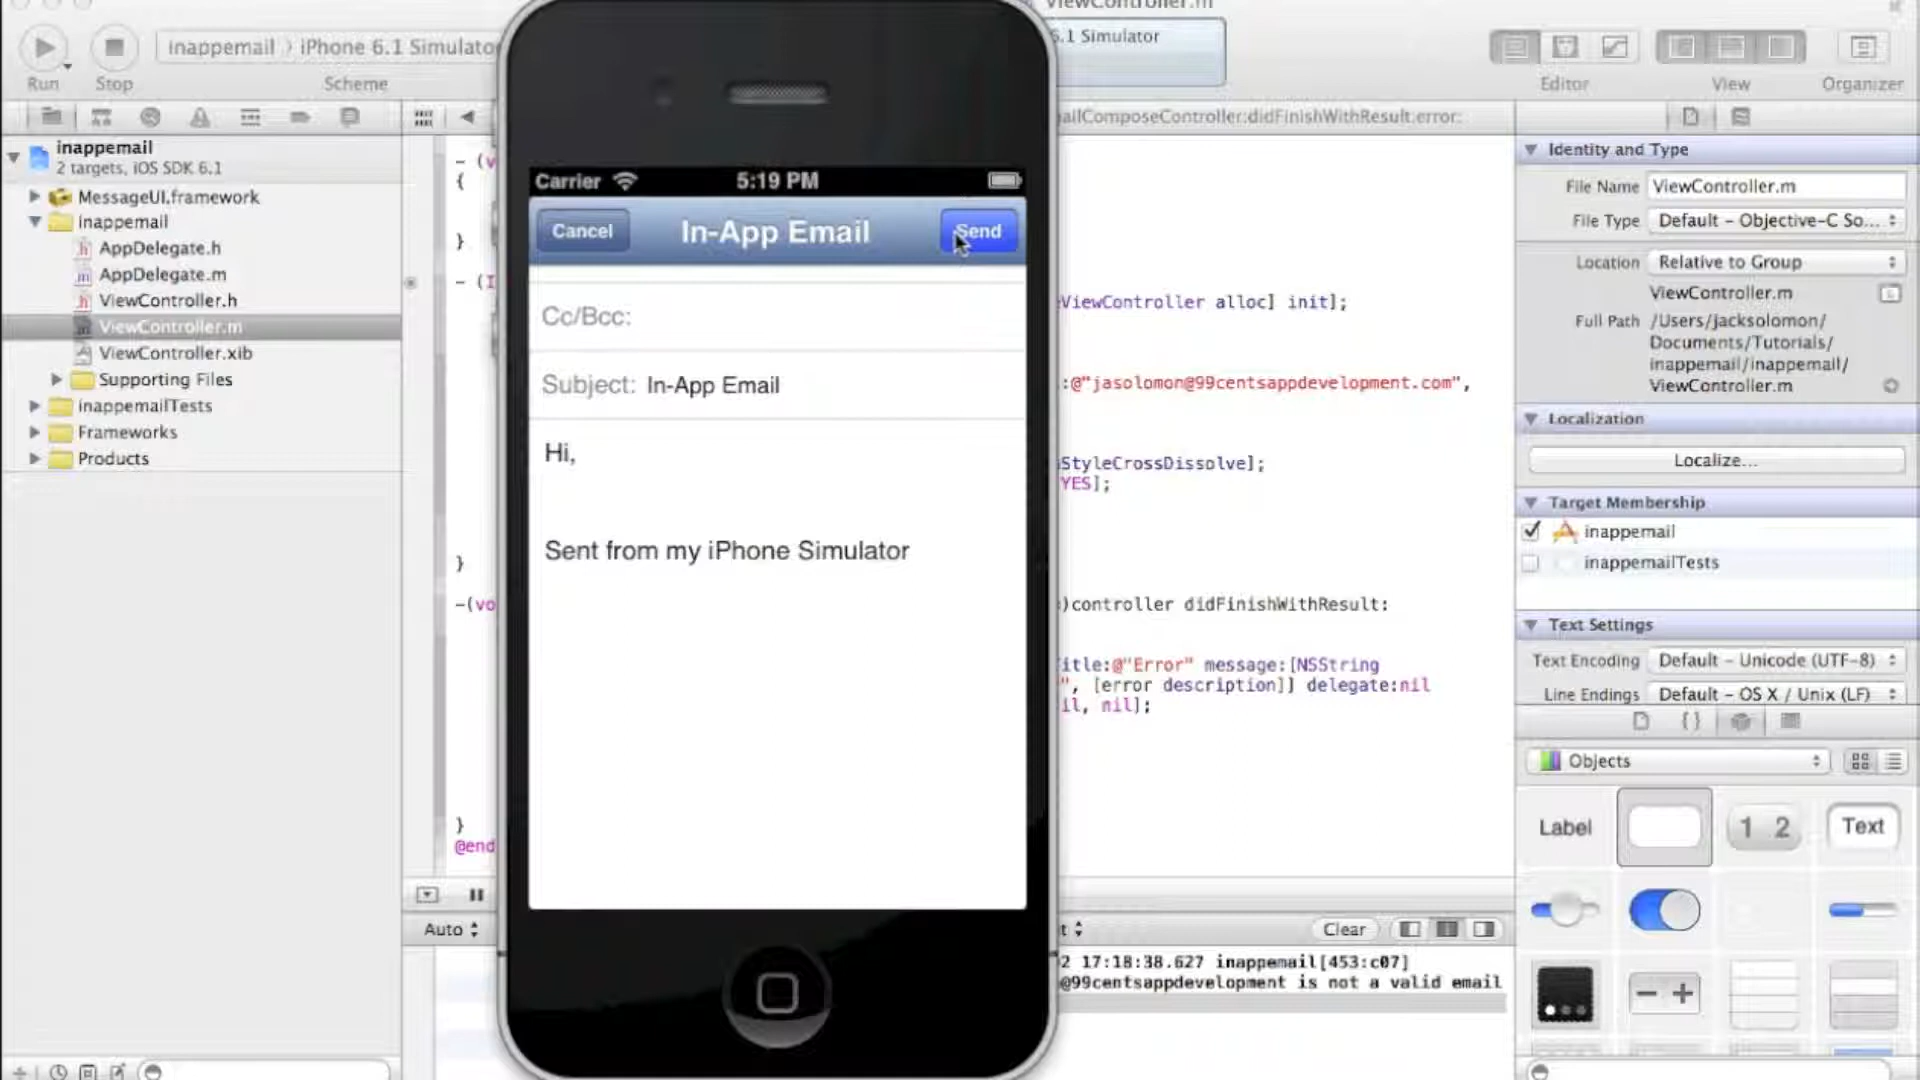 ViewController.m
inappemail 〉 iPhone 6.1 Simulato
6.1 Simulator
Run
Stop
Scheme
Editor
View
Organizer
ailComposeController:didFinishWithResult:error:
inappemail
2 targets, iOS SDK 6.1
MessageUI.framework
inappemail
AppDelegate.h
AppDelegate.m
ViewController.h
ViewController.m
ViewController.xib
Supporting Files
inappemailTests
Frameworks
Products
- (v
{
}
- (I
}
-(vo
}
@end
Carrier
5:19 PM
Cancel
In-App Email
Send
Cc/Bcc:
Subject: In-App Email
Hi,
Sent from my iPhone Simulator
ViewController alloc] init];
:@"jasolomon@99centsappdevelopment.com",
StyleCrossDissolve];
YES];
)controller didFinishWithResult:
itle:@"Error" message:[NSString
", [error description]] delegate:nil
il, nil];
Auto
t
Clear
2 17:18:38.627 inappemail[453:c07]
@99centsappdevelopment is not a valid email
Identity and Type
File Name ViewController.m
File Type Default - Objective-C So...
Location Relative to Group
ViewController.m
Full Path /Users/jacksolomon/
Documents/Tutorials/
inappemail/inappemail/
ViewController.m
Localization
Localize...
Target Membership
inappemail
inappemailTests
Text Settings
Text Encoding Default - Unicode (UTF-8)
Line Endings Default - OS X / Unix (LF)
{ }
Objects
Label
1 2
Text